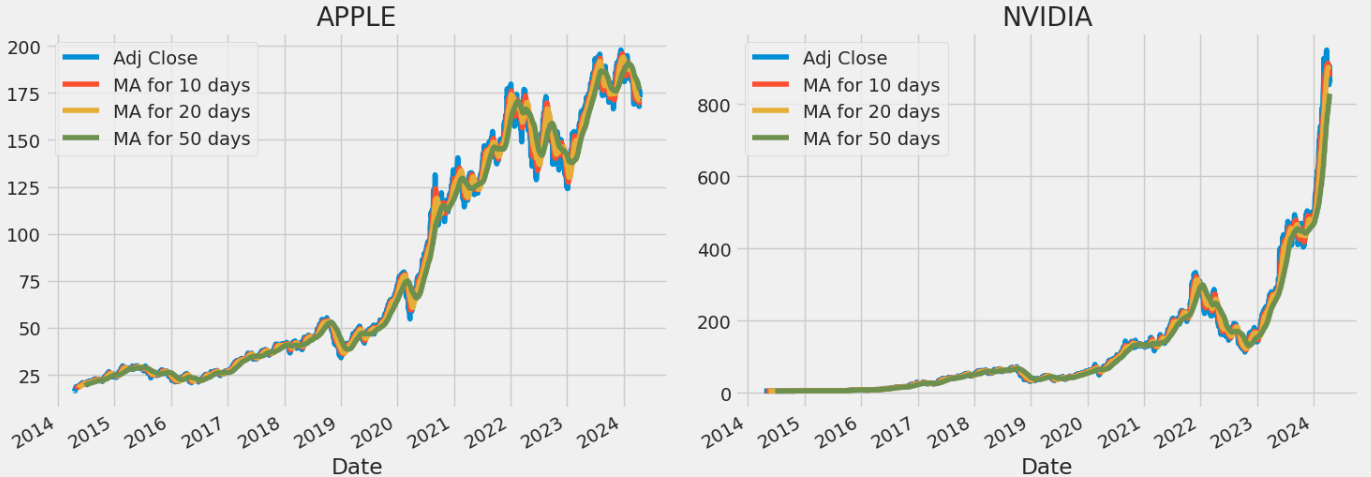 APPLE
Adj Close
MA for 10 days
MA for 20 days
MA for 50 days
200
175
150
125
100
75
50
25
2014 2015 2016 2017 2018 2019 2020 2021 2022 2023 2024
Date
NVIDIA
Adj Close
MA for 10 days
MA for 20 days
MA for 50 days
800
600
400
200
0
2014 2015 2016 2017 2018 2019 2020 2021 2022 2023 2024
Date